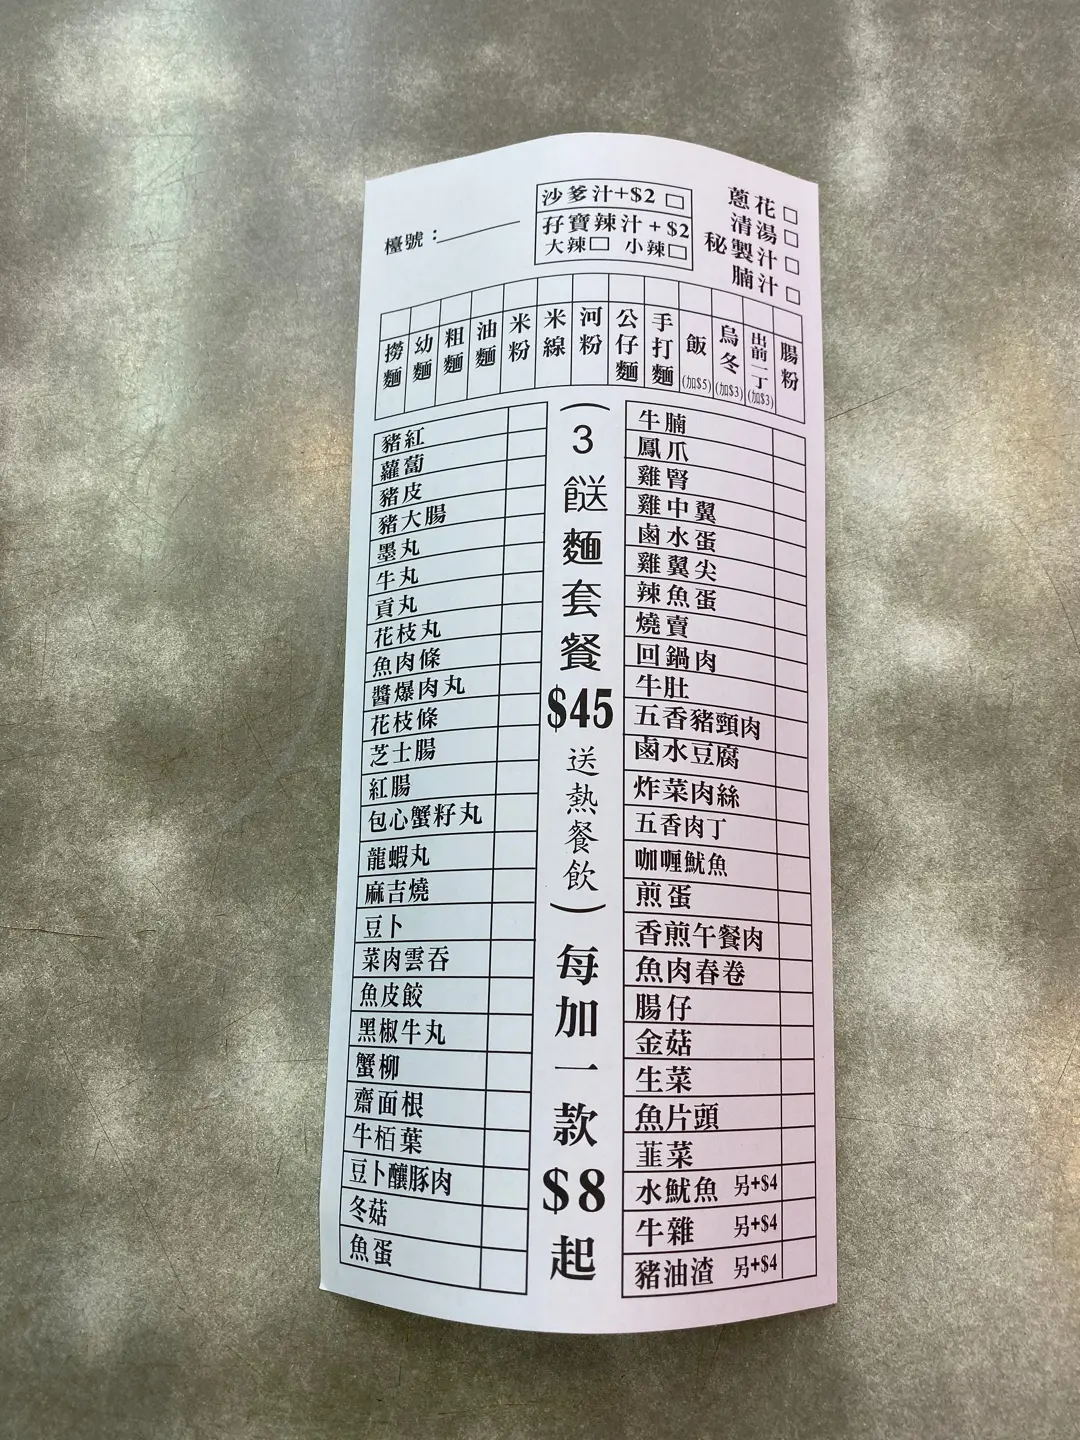 檯號：
沙爹汁+$2
孖寶辣汁+$2
大辣 小辣
蔥花
清湯
秘製汁
腩汁
撈麵
幼麵
粗麵
油麵
米粉
米線
河粉
公仔麵
手打麵
飯(加$5)
烏冬(加$3)
出前一丁(加$3)
腸粉
豬紅
蘿蔔
豬皮
豬大腸
墨丸
牛丸
貢丸
花枝丸
魚肉條
醬爆肉丸
花枝條
芝士腸
紅腸
包心蟹籽丸
龍蝦丸
麻吉燒
豆卜
菜肉雲吞
魚皮餃
黑椒牛丸
蟹柳
齋面根
牛栢葉
豆卜釀豚肉
冬菇
魚蛋
（3餸麵套餐$45送熱餐飲）每加一款$8起
牛腩
鳳爪
雞腎
雞中翼
鹵水蛋
雞翼尖
辣魚蛋
燒賣
回鍋肉
牛肚
五香豬頸肉
鹵水豆腐
炸菜肉絲
五香肉丁
咖喱魷魚
煎蛋
香煎午餐肉
魚肉春卷
腸仔
金菇
生菜
魚片頭
韮菜
水魷魚 另+$4
牛雜 另+$4
豬油渣 另+$4